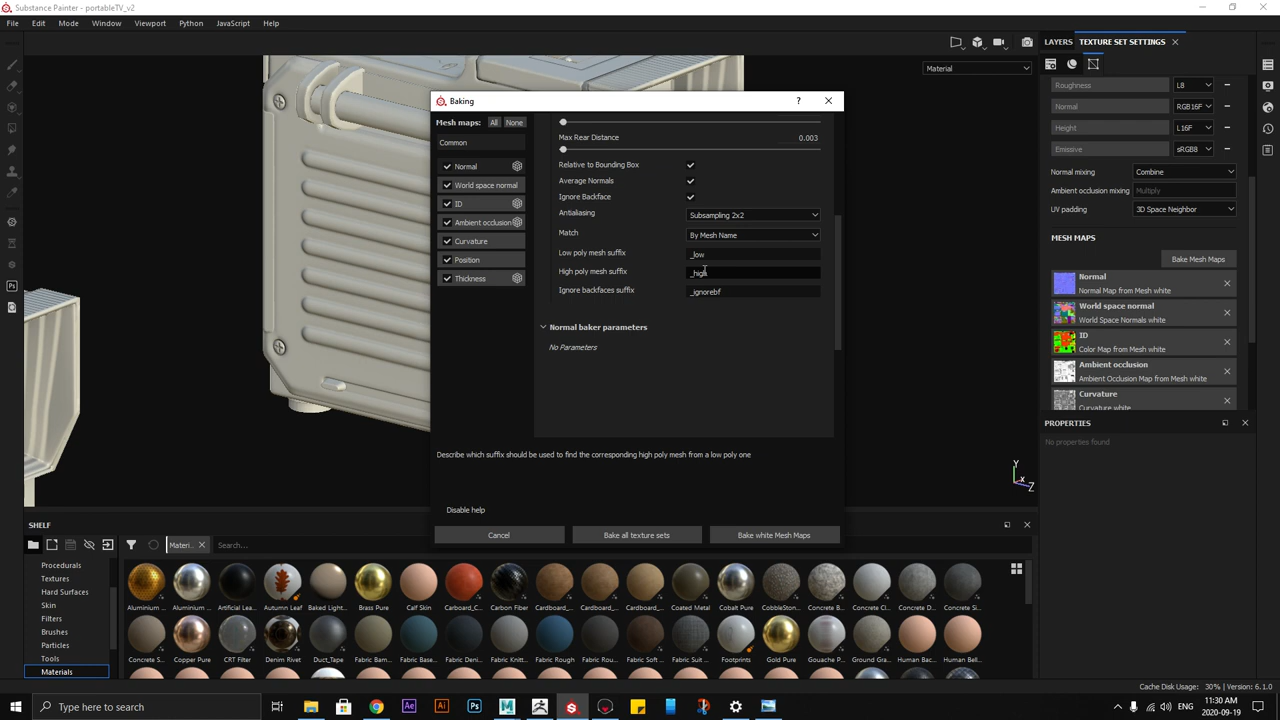 Substance Painter - portableTV_v2
File Edit Mode Window Viewport Python JavaScript Help
Material
LAYERS TEXTURE SET SETTINGS
Roughness L8
Normal RGB16F
Height L16F
Emissive sRGB8
Normal mixing Combine
Ambient occlusion mixing Multiply
UV padding 3D Space Neighbor
MESH MAPS
Bake Mesh Maps
Normal
Normal Map from Mesh white
World space normal
World Space Normals white
ID
Color Map from Mesh white
Ambient occlusion
Ambient Occlusion Map from Mesh white
Curvature
Curvature white
PROPERTIES
No properties found
Baking
?
Mesh maps: All None
Common
Normal
World space normal
ID
Ambient occlusion
Curvature
Position
Thickness
Max Rear Distance 0.003
Relative to Bounding Box
Average Normals
Ignore Backface
Antialiasing Subsampling 2x2
Match By Mesh Name
Low poly mesh suffix _low
High poly mesh suffix _high
Ignore backfaces suffix _ignorebf
Normal baker parameters
No Parameters
Describe which suffix should be used to find the corresponding high poly mesh from a low poly one
Disable help
Cancel Bake all texture sets Bake white Mesh Maps
Y
X
Z
SHELF
Materi... Search...
Procedurals
Textures
Hard Surfaces
Skin
Filters
Brushes
Particles
Tools
Materials
Aluminium ... Aluminium ... Artificial Lea... Autumn Leaf Baked Light... Brass Pure Calf Skin Carboard_C... Carbon Fiber Cardboard_... Cardboard_... Cardboard_... Coated Metal Cobalt Pure CobbleSton... Concrete B... Concrete Cl... Concrete D... Concrete Si...
Concrete S... Copper Pure CRT Filter Denim Rivet Duct_Tape Fabric Bam... Fabric Base... Fabric Deni... Fabric Knitt... Fabric Rough Fabric Rou... Fabric Soft ... Fabric Suit ... Footprints Gold Pure Gouache P... Ground Gra... Human Bac... Human Bell...
Cache Disk Usage: 30% | Version: 6.1.0
Type here to search
Ae Ai Ps
11:30 AM
2020-09-19